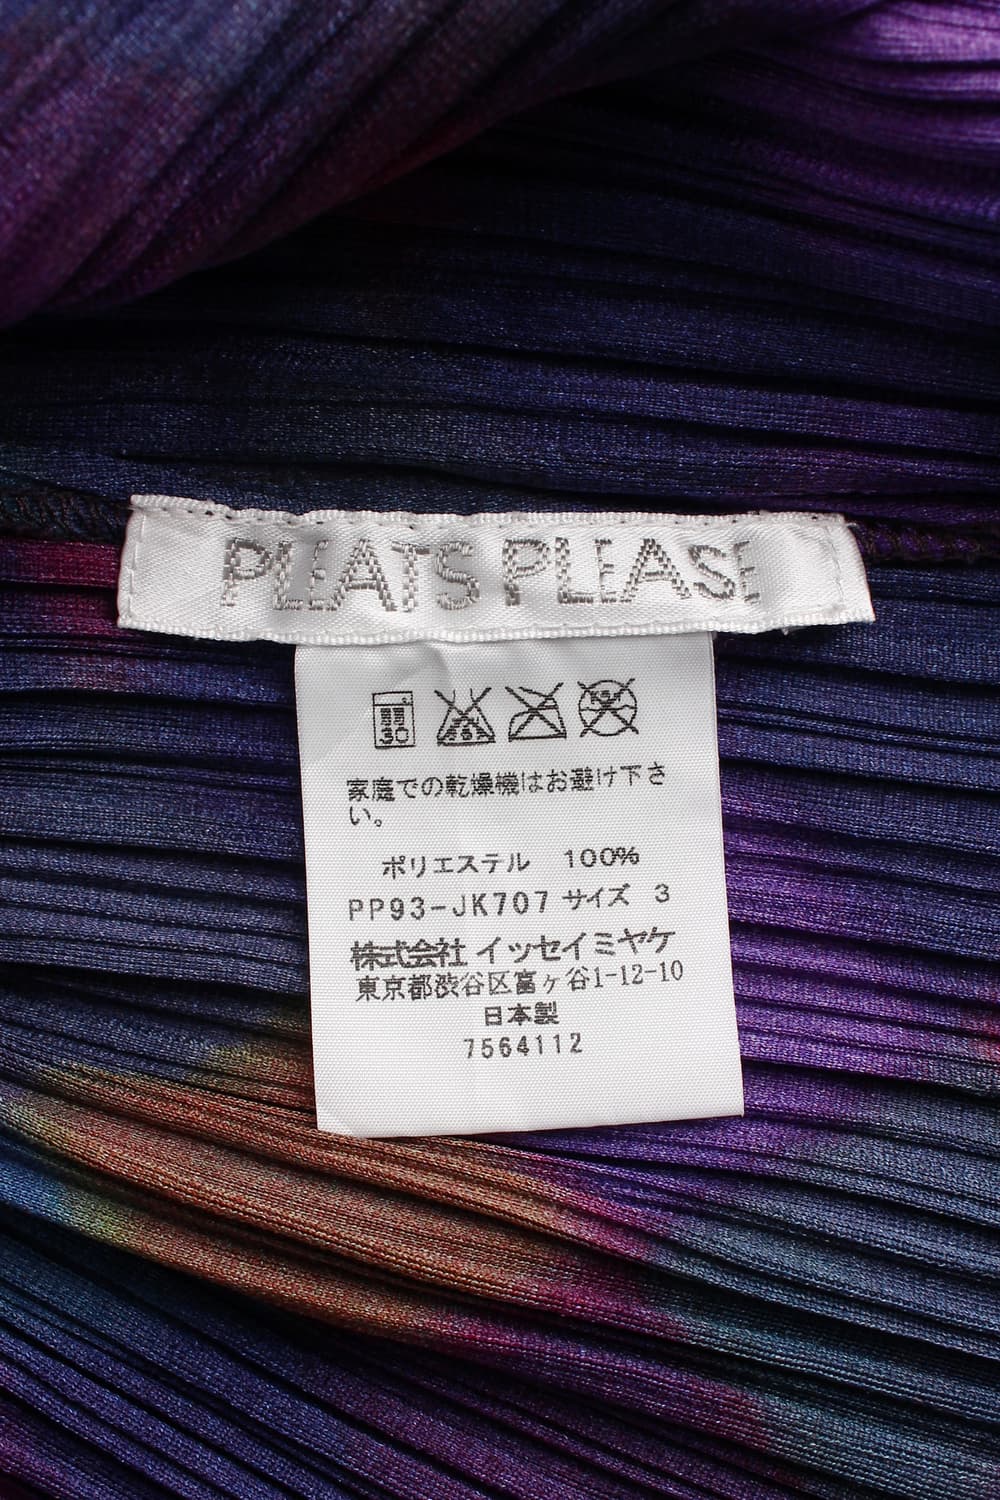 PLEATS PLEASE
30
家庭での乾燥機はお避け下さ
い。
ポリエステル 100%
PP93-JK707 サイズ 3
株式会社 イッセイミヤケ
東京都渋谷区富ヶ谷1-12-10
日本製
7564112